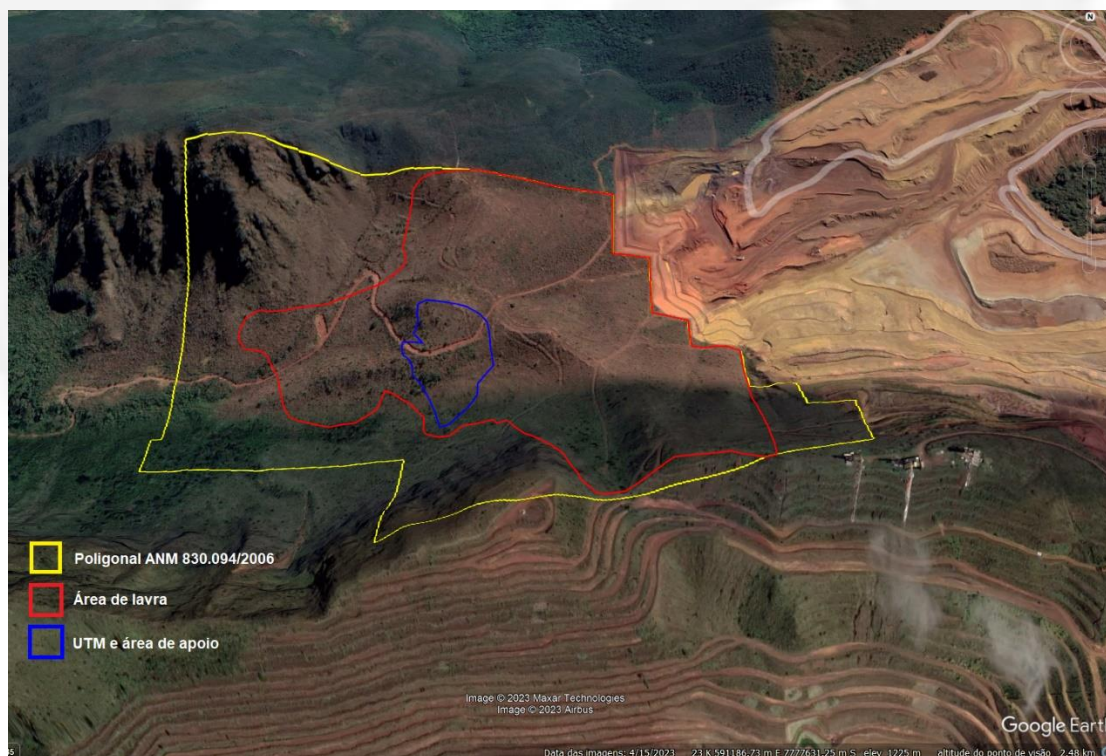 N
Poligonal ANM 830.094/2006
Área de lavra
UTM e área de apoio
Image © 2023 Maxar Technologies
Image © 2023 Airbus
Google Earth
Data das imagens: 4/15/2023 23 K 591186.73 m E 7777631.25 m S elev 1225 m altitude do ponto de visão 2.48 km